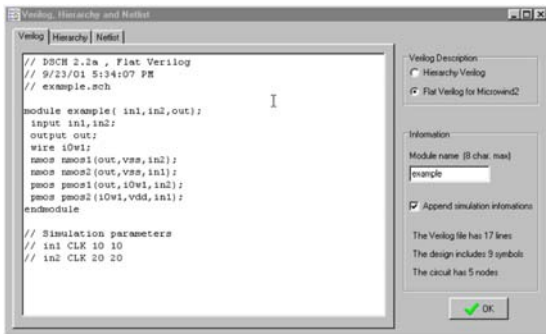 Verilog, Hierarchy and Netlist
Verilog Hierarchy Netlist
// DSCH 2.2a , Flat Verilog
// 9/23/01 5:34:07 PM
// example.sch
module example( in1,in2,out);
input in1,in2;
output out;
wire i0w1;
nmos nmos1(out,vss,in2);
nmos nmos2(out,vss,in1);
pmos pmos1(out,i0w1,in2);
pmos pmos2(i0w1,vdd,in1);
endmodule
// Simulation parameters
// in1 CLK 10 10
// in2 CLK 20 20
Verilog Description
Hierarchy Verilog
Flat Verilog for Microwind2
Information
Module name (8 char. max)
example
Append simulation infomations
The Verilog file has 17 lines
The design includes 9 symbols
The circuit has 5 nodes
OK